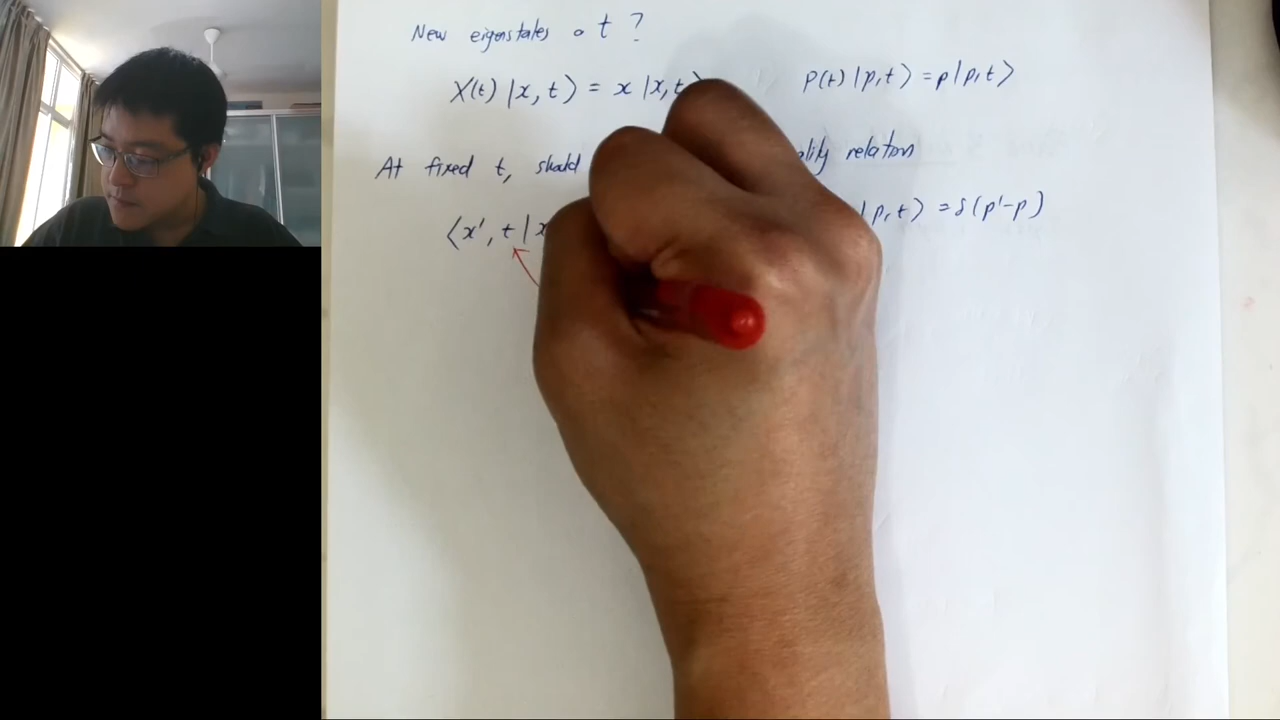 New eigenstates @ t ?
X(t) |x, t⟩ = x |x,t⟩ P(t) |p,t⟩ = p|p,t⟩
At fixed t, should relation
⟨x', t | x |p,t⟩ = δ(p'-p)